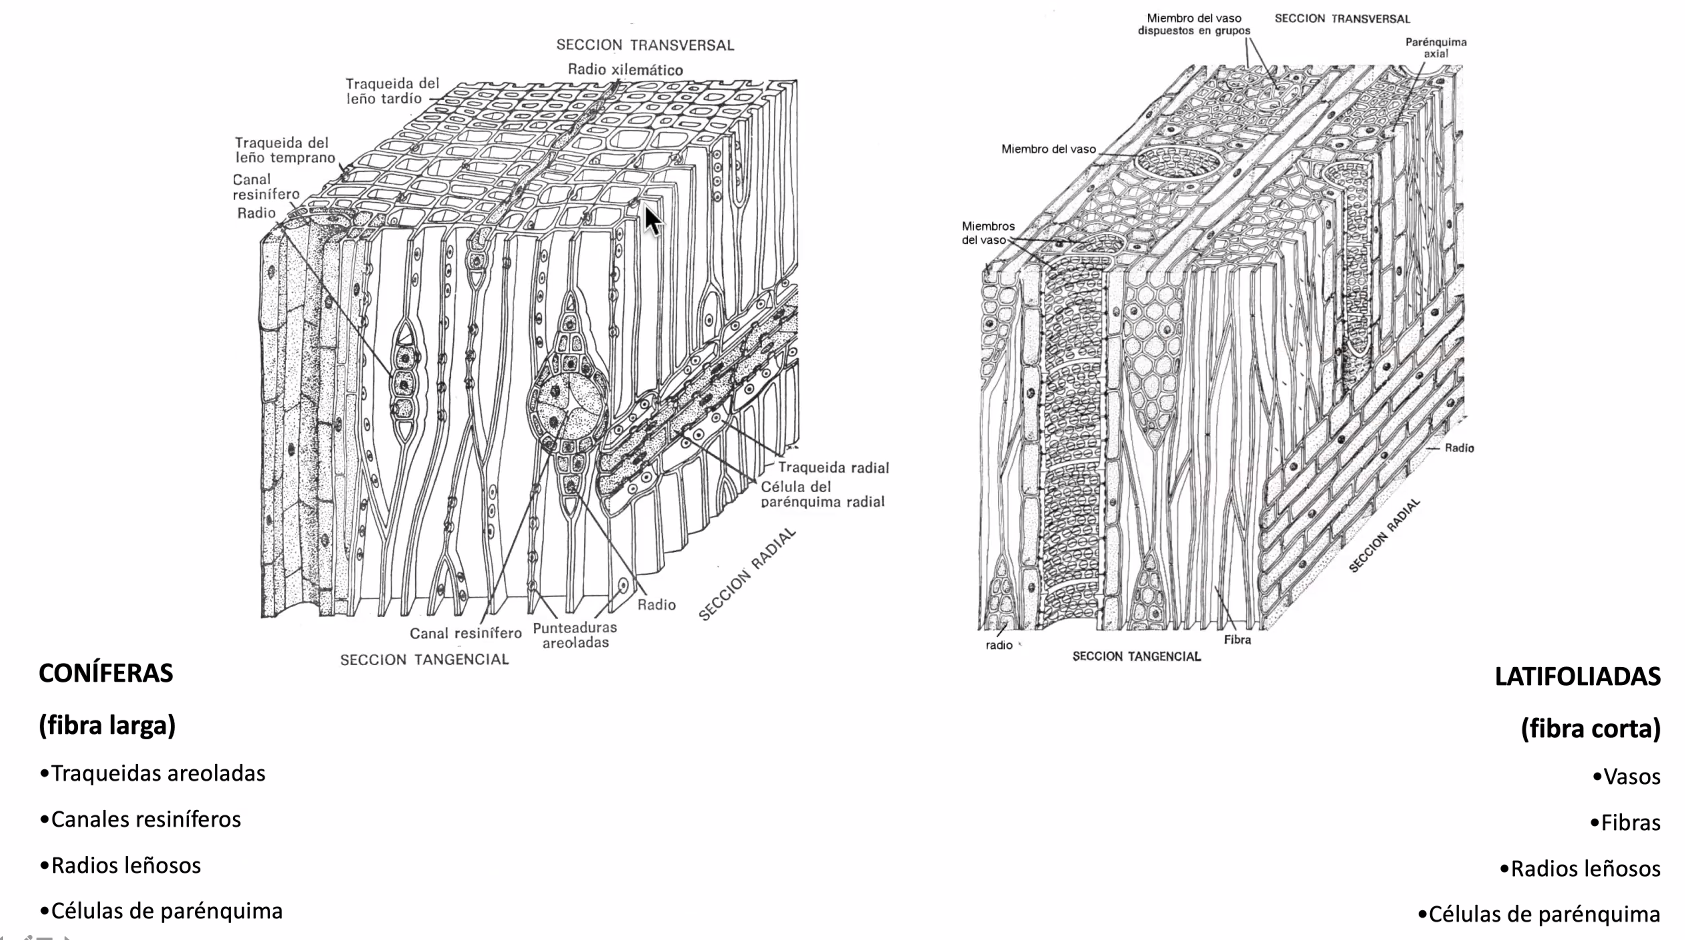 SECCION TRANSVERSAL
Radio xilemático
Traqueida del
leño tardío
Traqueida del
leño temprano
Canal
resinífero
Radio
Traqueida radial
Célula del
parénquima radial
SECCION RADIAL
Radio
Canal resinífero
Punteaduras
areoladas
SECCION TANGENCIAL
Miembro del vaso
dispuestos en grupos
SECCION TRANSVERSAL
Parénquima
axial
Miembro del vaso
Miembros
del vaso
Radio
SECCION RADIAL
Fibra
radio
SECCION TANGENCIAL
CONÍFERAS
(fibra larga)
•Traqueidas areoladas
•Canales resiníferos
•Radios leñosos
•Células de parénquima
LATIFOLIADAS
(fibra corta)
•Vasos
•Fibras
•Radios leñosos
•Células de parénquima